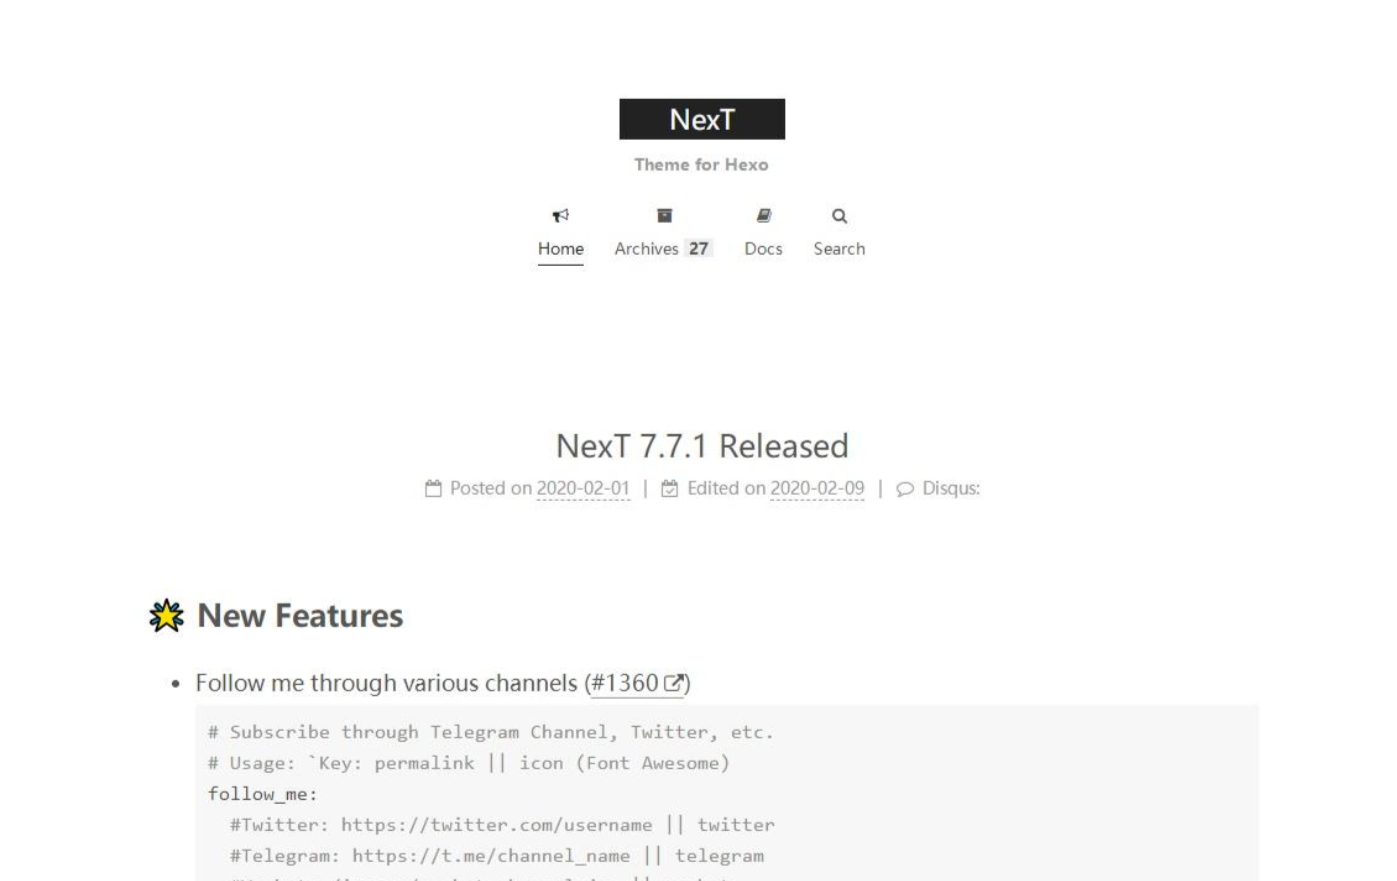 NexT
Theme for Hexo
Home Archives 27 Docs Search
NexT 7.7.1 Released
Posted on 2020-02-01 | Edited on 2020-02-09 | Disqus:
New Features
• Follow me through various channels (#1360)
# Subscribe through Telegram Channel, Twitter, etc.
# Usage: `Key: permalink || icon (Font Awesome)
follow_me:
#Twitter: https://twitter.com/username || twitter
#Telegram: https://t.me/channel_name || telegram